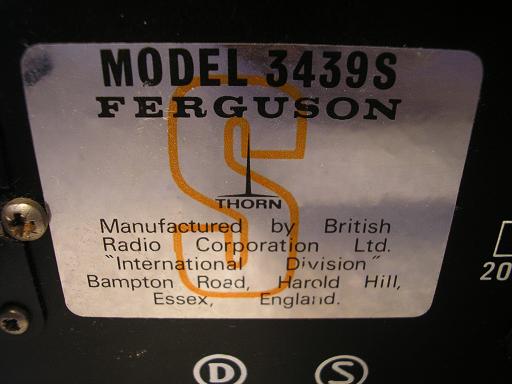 MODEL 3439S
FERGUSON
S
THORN
Manufactured by British
Radio Corporation Ltd.
"International Division"
Bampton Road, Harold Hill,
Essex, England.
20
D S